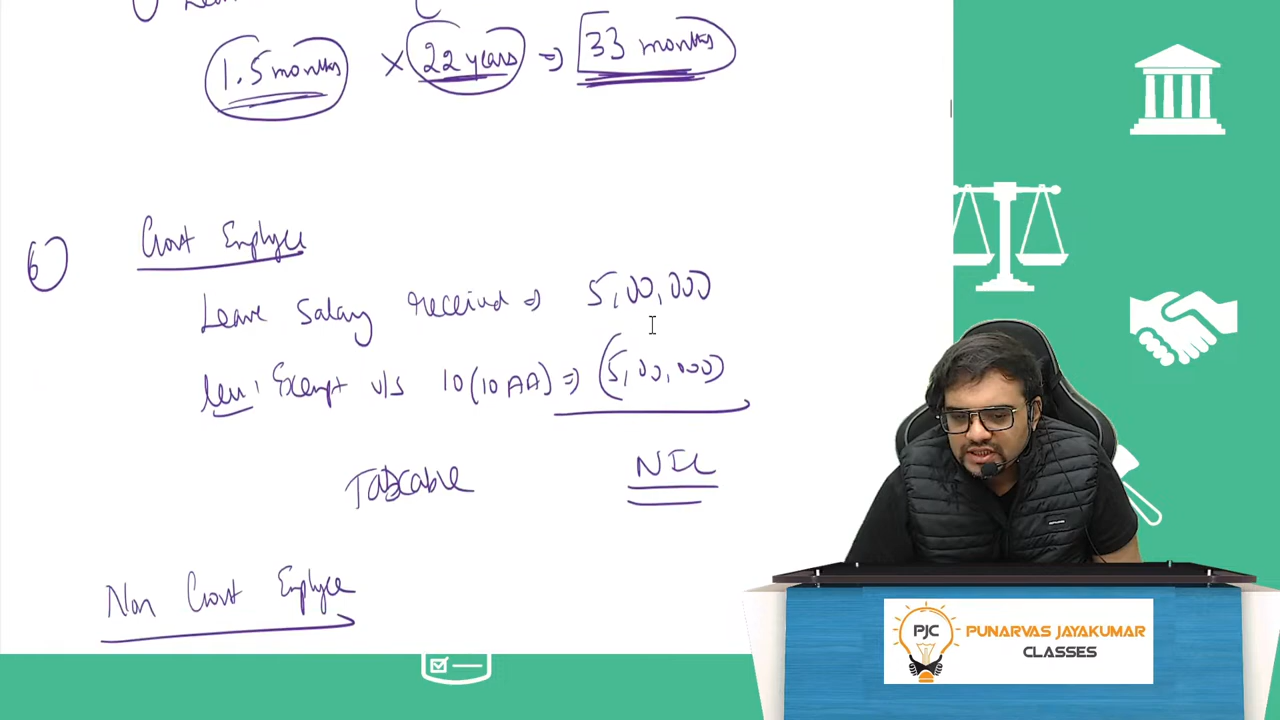 1.5 months × 22 years ⇒ 33 months
6) Govt Employee
Leave Salary received ⇒ 5,00,000
Less: Exempt u/s 10(10AA) ⇒ (5,00,000)
Taxable NIL
Non Govt Employee
PJC
PUNARVAS JAYAKUMAR
CLASSES